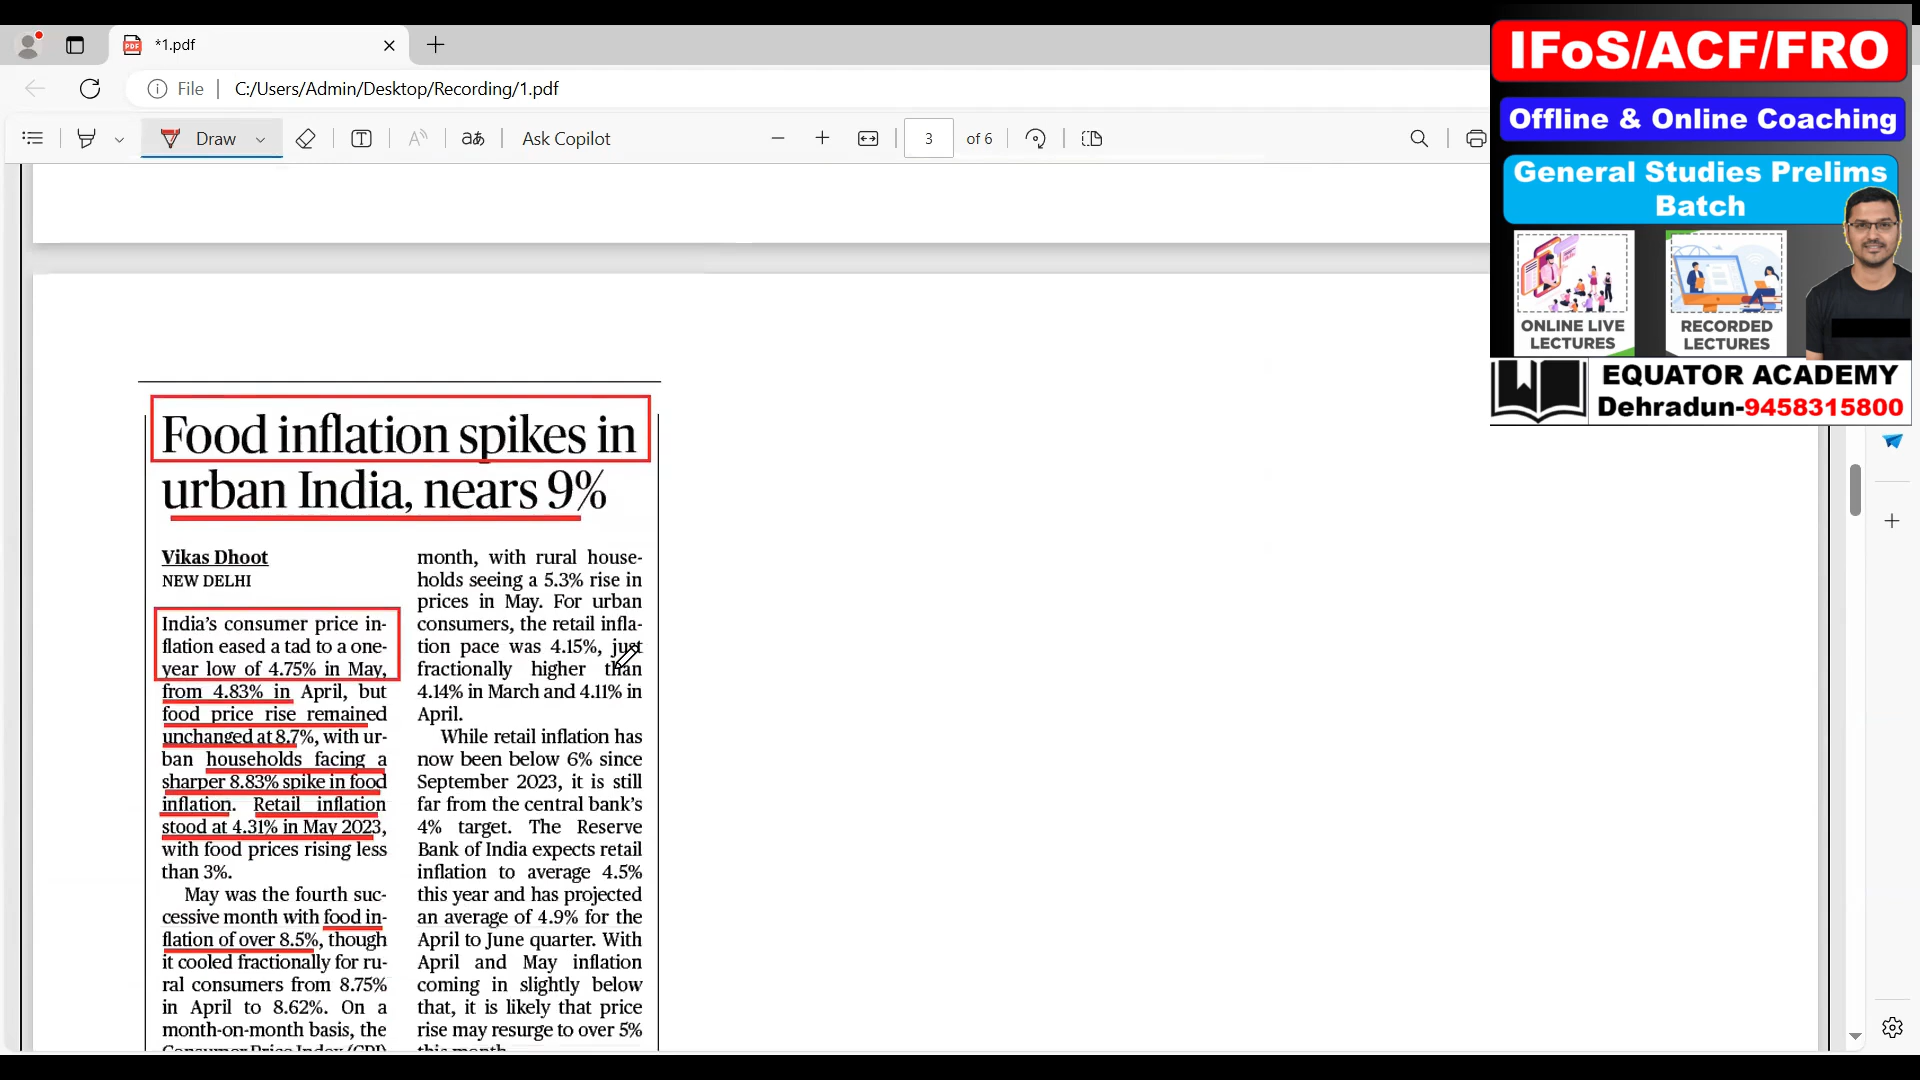 *1.pdf
File
C:/Users/Admin/Desktop/Recording/1.pdf
Draw
Ask Copilot
3
of 6
IFoS/ACF/FRO
Offline & Online Coaching
General Studies Prelims
Batch
ONLINE LIVE
LECTURES
RECORDED
LECTURES
EQUATOR ACADEMY
Dehradun-9458315800
Food inflation spikes in
urban India, nears 9%
Vikas Dhoot
NEW DELHI
India's consumer price in-
flation eased a tad to a one-
year low of 4.75% in May,
from 4.83% in April, but
food price rise remained
unchanged at 8.7%, with ur-
ban households facing a
sharper 8.83% spike in food
inflation. Retail inflation
stood at 4.31% in May 2023,
with food prices rising less
than 3%.
May was the fourth suc-
cessive month with food in-
flation of over 8.5%, though
it cooled fractionally for ru-
ral consumers from 8.75%
in April to 8.62%. On a
month-on-month basis, the
Consumer Price Index (CPI)
month, with rural house-
holds seeing a 5.3% rise in
prices in May. For urban
consumers, the retail infla-
tion pace was 4.15%, just
fractionally higher than
4.14% in March and 4.11% in
April.
While retail inflation has
now been below 6% since
September 2023, it is still
far from the central bank's
4% target. The Reserve
Bank of India expects retail
inflation to average 4.5%
this year and has projected
an average of 4.9% for the
April to June quarter. With
April and May inflation
coming in slightly below
that, it is likely that price
rise may resurge to over 5%
this month